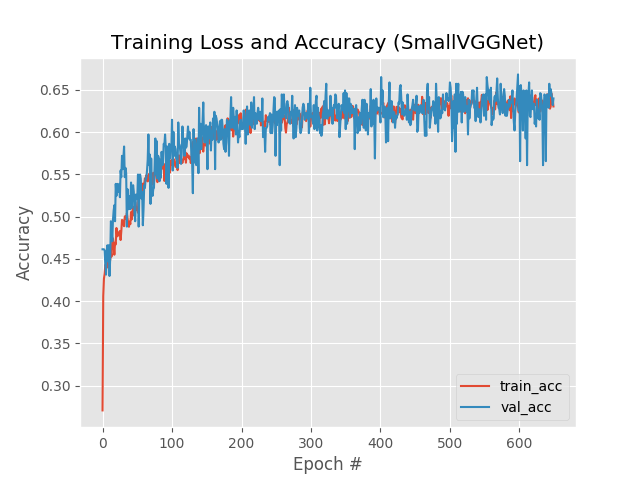 Training Loss and Accuracy (SmallVGGNet)
Accuracy
0.65
0.60
0.55
0.50
0.45
0.40
0.35
0.30
train_acc
val_acc
0 100 200 300 400 500 600
Epoch #